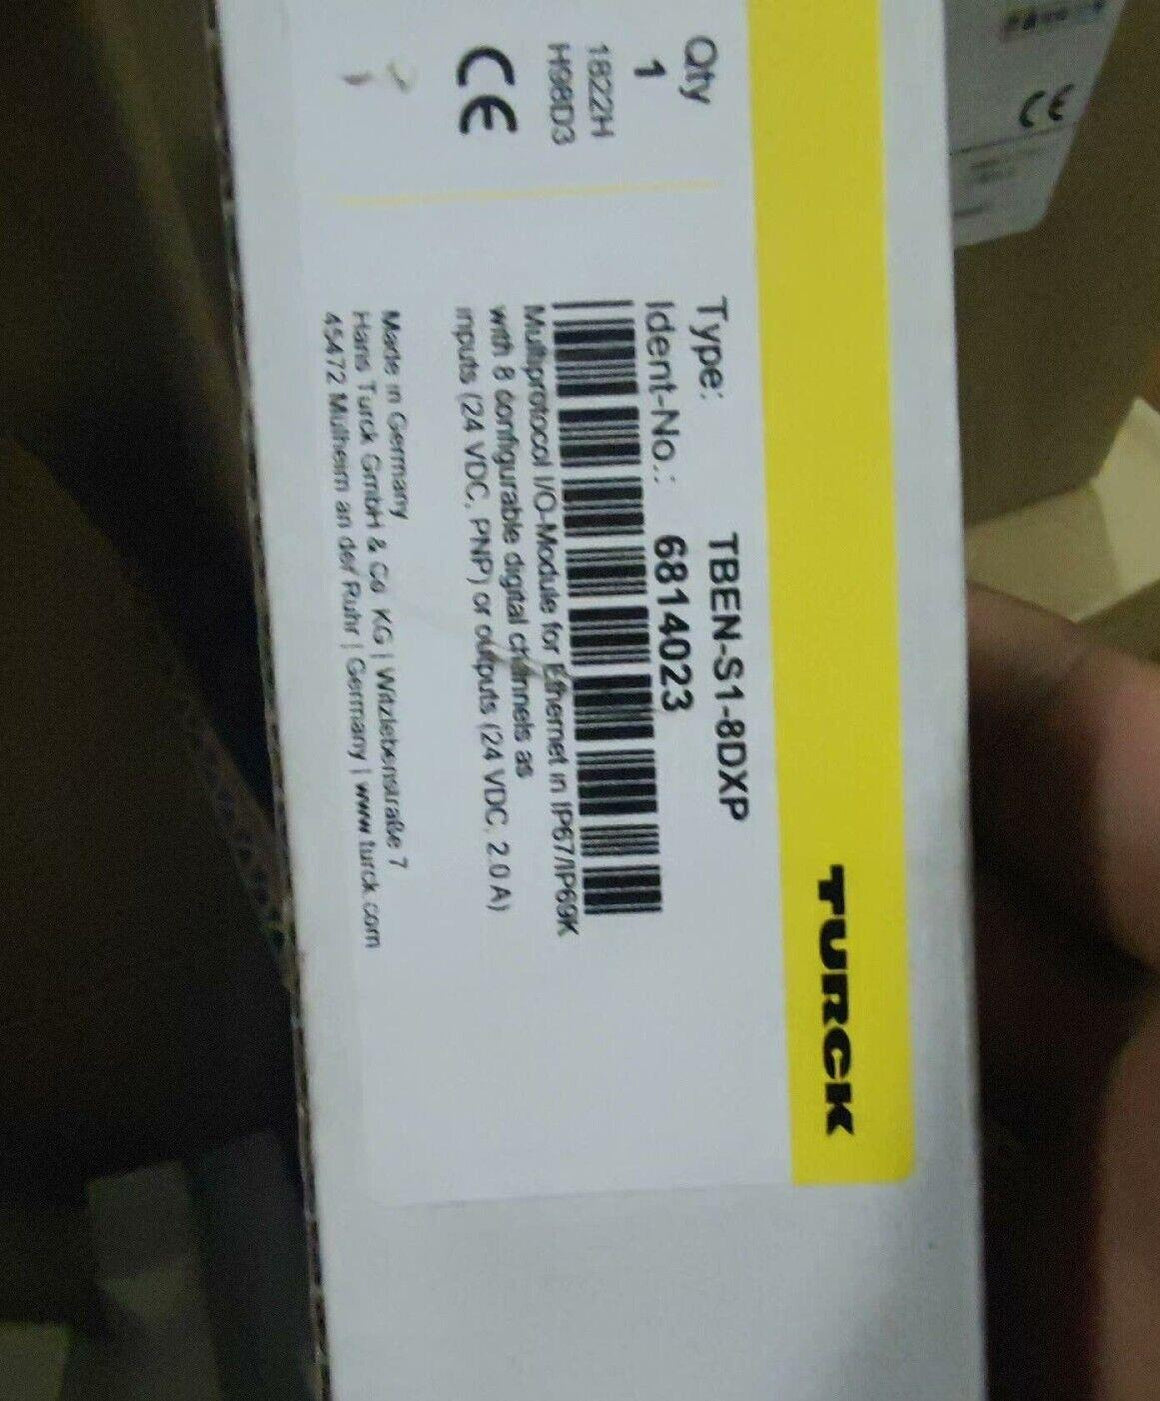 TURCK
Type: TBEN-S1-8DXP
Ident-No.: 6814023
Multiprotocol I/O-Module for Ethernet in IP67/IP69K
with 8 configurable digital channels as
inputs (24 VDC, PNP) or outputs (24 VDC, 2.0 A)
Made in Germany
Hans Turck GmbH & Co. KG | Witzlebenstraße 7
45472 Mülheim an der Ruhr | Germany | www.turck.com
Qty
1
1822H
H98D3
CE
CE